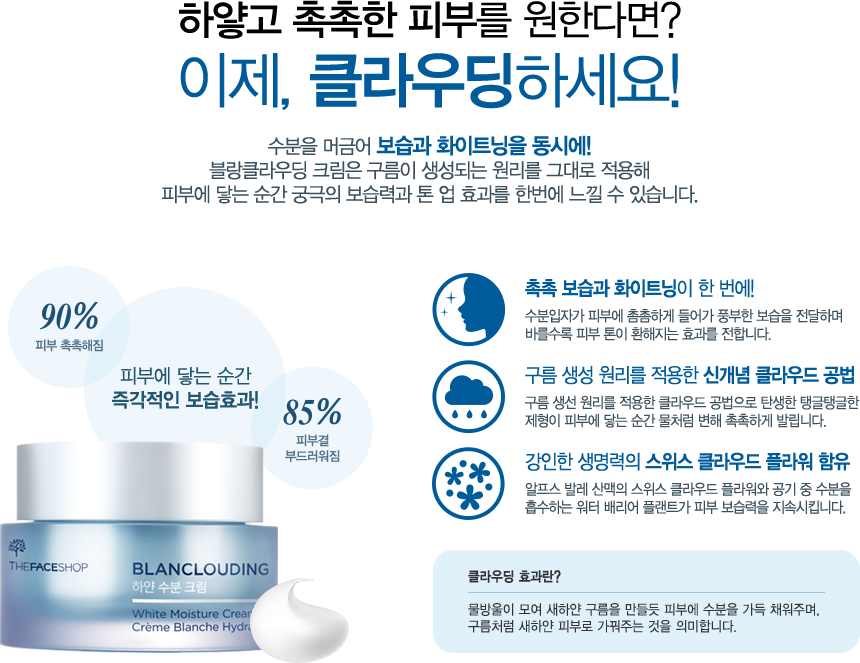 하얗고 촉촉한 피부를 원한다면?
이제, 클라우딩하세요!
수분을 머금어 보습과 화이트닝을 동시에!
블랑클라우딩 크림은 구름이 생성되는 원리를 그대로 적용해
피부에 닿는 순간 궁극의 보습력과 톤 업 효과를 한번에 느낄 수 있습니다.
90%
피부 촉촉해짐
피부에 닿는 순간
즉각적인 보습효과!
85%
피부결
부드러워짐
THEFACESHOP
BLANCLOUDING
하얀 수분 크림
White Moisture Cream
Crème Blanche
촉촉 보습과 화이트닝이 한 번에!
수분입자가 피부에 촘촘하게 들어가 풍부한 보습을 전달하며
바를수록 피부 톤이 환해지는 효과를 전합니다.
구름 생성 원리를 적용한 신개념 클라우드 공법
구름 생선 원리를 적용한 클라우드 공법으로 탄생한 탱글탱글한
제형이 피부에 닿는 순간 물처럼 변해 촉촉하게 발립니다.
강인한 생명력의 스위스 클라우드 플라워 함유
알프스 발레 산맥의 스위스 클라우드 플라워와 공기 중 수분을
흡수하는 워터 배리어 플랜트가 피부 보습력을 지속시킵니다.
클라우딩 효과란?
물방울이 모여 새하얀 구름을 만들듯 피부에 수분을 가득 채워주며,
구름처럼 새하얀 피부로 가꿔주는 것을 의미합니다.